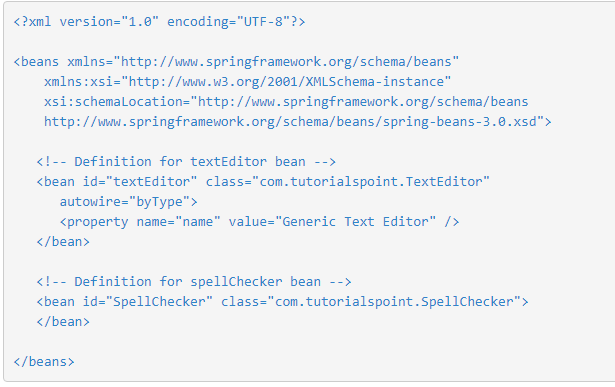 <?xml version="1.0" encoding="UTF-8"?>
<beans xmlns="http://www.springframework.org/schema/beans"
xmlns:xsi="http://www.w3.org/2001/XMLSchema-instance"
xsi:schemaLocation="http://www.springframework.org/schema/beans
http://www.springframework.org/schema/beans/spring-beans-3.0.xsd">
<!-- Definition for textEditor bean -->
<bean id="textEditor" class="com.tutorialspoint.TextEditor"
autowire="byType">
<property name="name" value="Generic Text Editor" />
</bean>
<!-- Definition for spellChecker bean -->
<bean id="SpellChecker" class="com.tutorialspoint.SpellChecker">
</bean>
</beans>